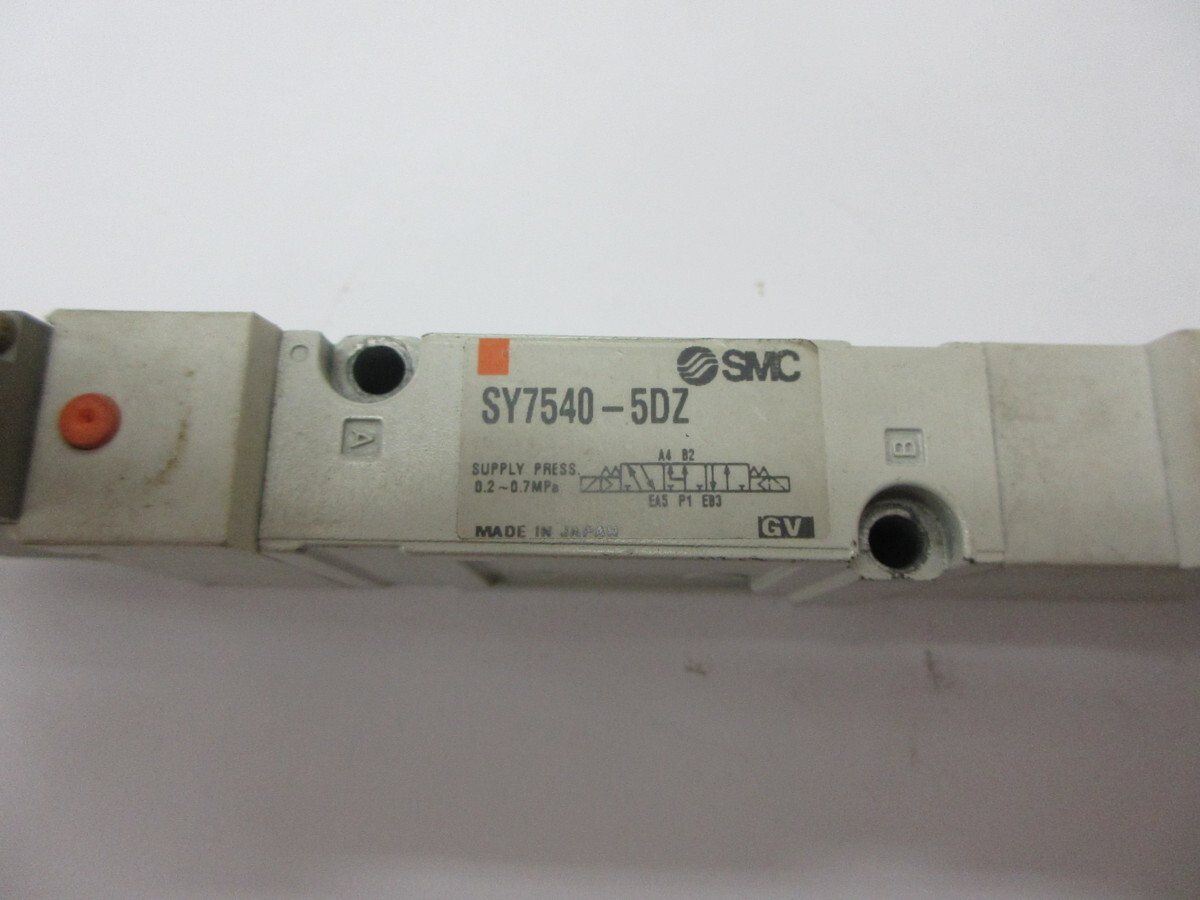 SMC
SY7540-5DZ
A4 B2
SUPPLY PRESS.
0.2~0.7MPa
EA5 P1 EB3
MADE IN JAPAN
GV
A
B